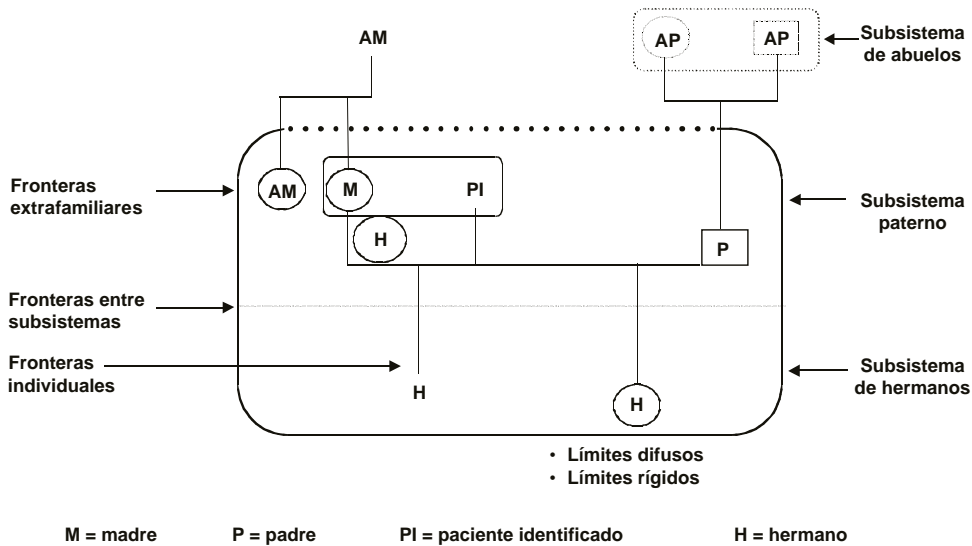 AM
AP
AP
Subsistema
de abuelos
Fronteras
extrafamiliares
AM
M
PI
Subsistema
paterno
H
P
Fronteras entre
subsistemas
Fronteras
individuales
H
H
Subsistema
de hermanos
• Límites difusos
• Límites rígidos
M = madre P = padre PI = paciente identificado H = hermano